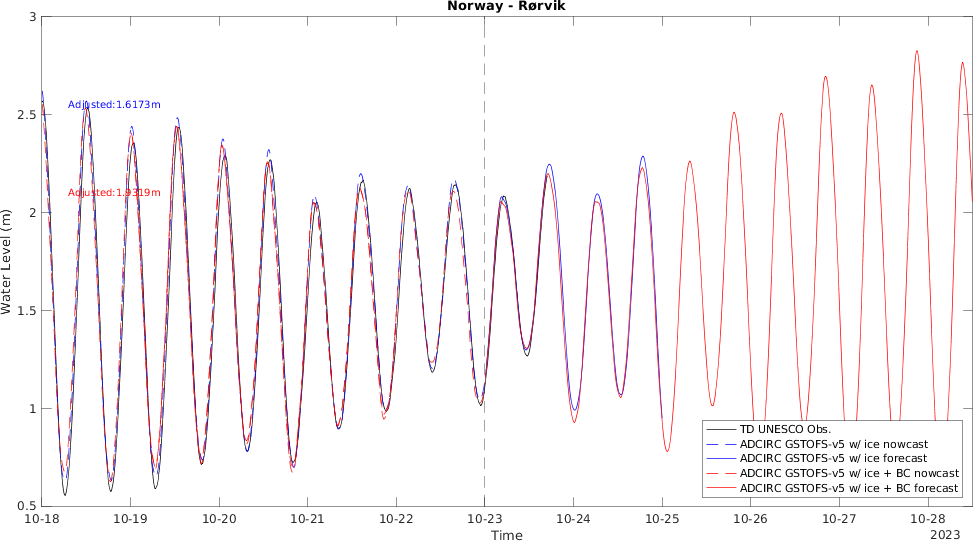 Norway - Rørvik
3
2.5
2
1.5
1
0.5
Water Level (m)
Adjusted:1.6173m
Adjusted:1.9319m
TD UNESCO Obs.
ADCIRC GSTOFS-v5 w/ ice nowcast
ADCIRC GSTOFS-v5 w/ ice forecast
ADCIRC GSTOFS-v5 w/ ice + BC nowcast
ADCIRC GSTOFS-v5 w/ ice + BC forecast
10-18 10-19 10-20 10-21 10-22 10-23 10-24 10-25 10-26 10-27 10-28
2023
Time